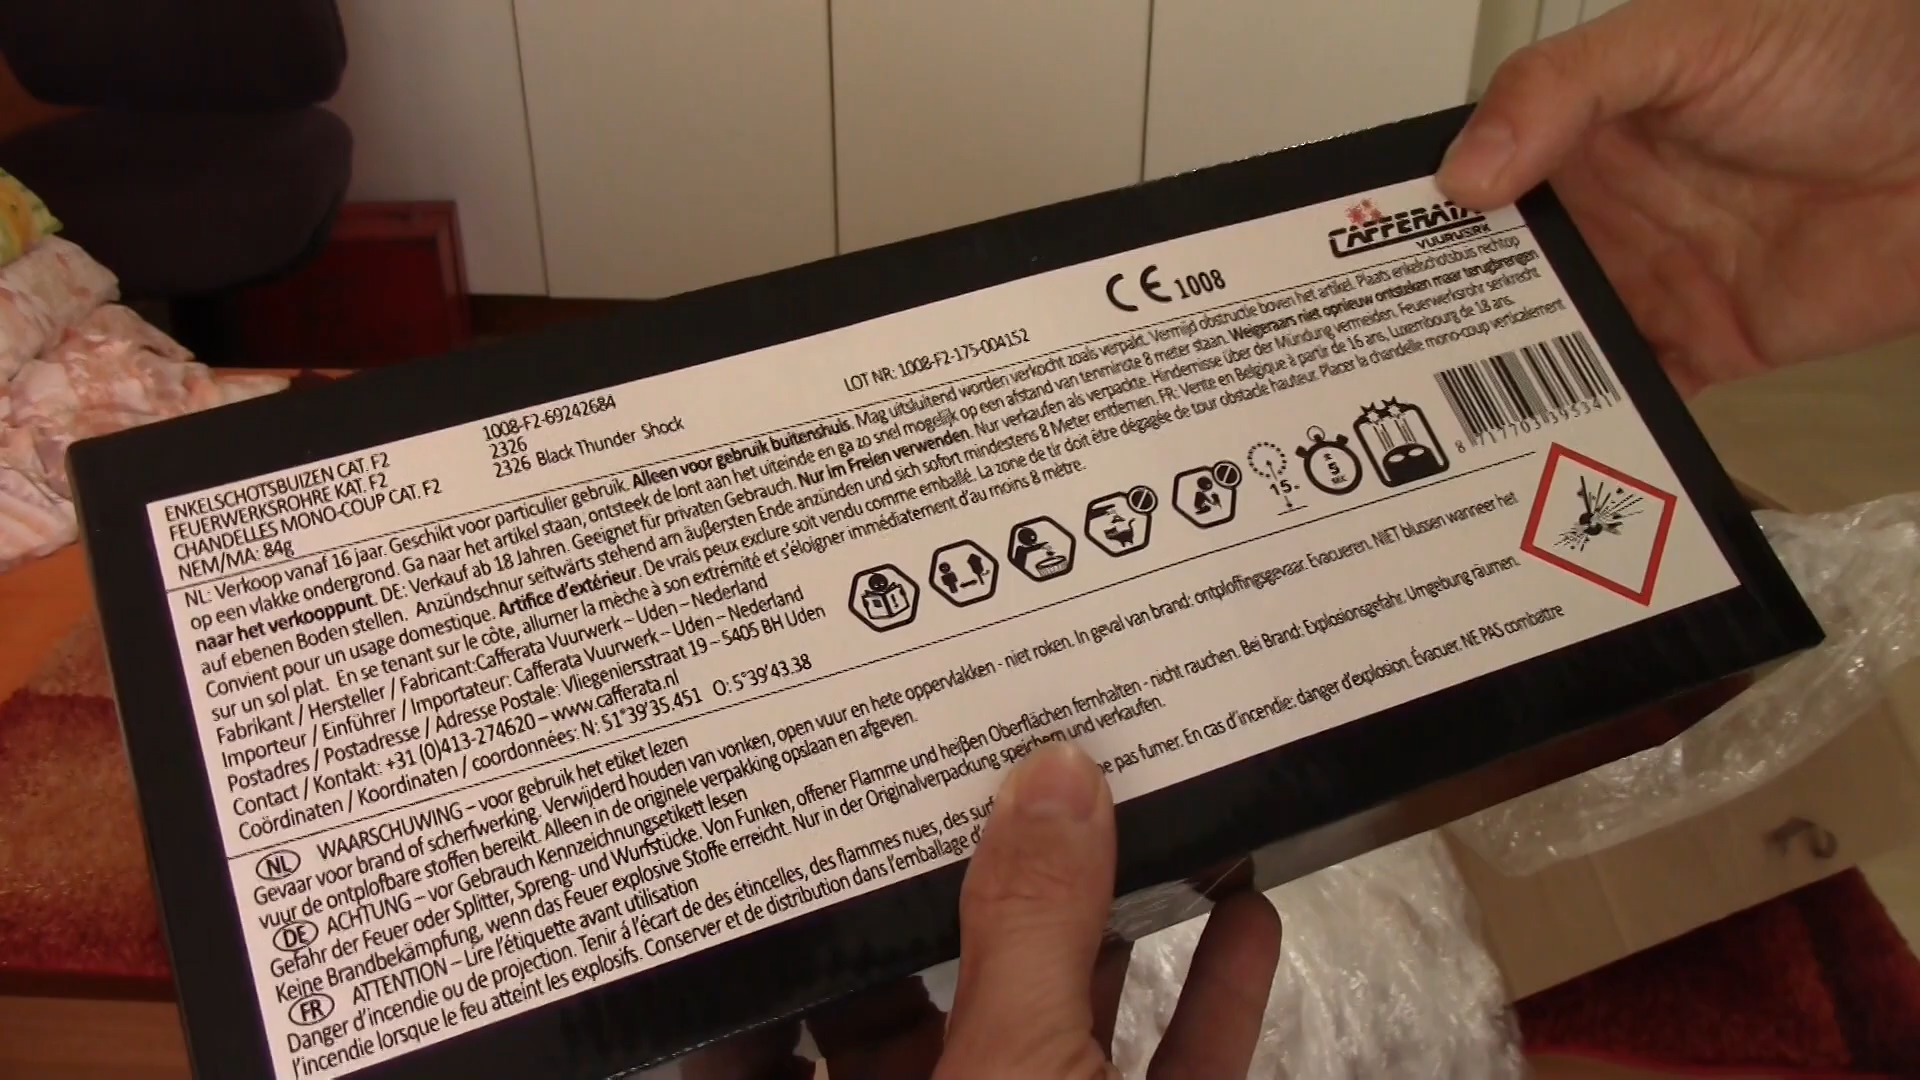 CAFFERATA
VUURWERK
CE 1008
ENKELSCHOTSBUIZEN CAT. F2
FEUERWERKSROHRE KAT. F2
CHANDELLES MONO-COUP CAT. F2
NEM/MA: 84g
1008-F2-69242684
2326
2326 Black Thunder Shock
LOT NR: 1008-F2-175-004152
NL: Verkoop vanaf 16 jaar. Geschikt voor particulier gebruik. Alleen voor gebruik buitenshuis. Mag uitsluitend worden verkocht zoals verpakt. Vermijd obstructie boven het artikel. Plaats enkelschotsbuis rechtop
op een vlakke ondergrond. Ga naar het artikel staan, ontsteek de lont aan het uiteinde en ga zo snel mogelijk op een afstand van tenminste 8 meter staan. Weigeraars niet opnieuw ontsteken maar terugbrengen
naar het verkooppunt. DE: Verkauf ab 18 Jahren. Geeignet für privaten Gebrauch. Nur im Freien verwenden. Nur verkaufen als verpackte. Hindernisse über der Mündung vermeiden. Feuerwerksrohr senkrecht
auf ebenen Boden stellen. Anzündschnur seitwärts stehend am äußersten Ende anzünden und sich sofort mindestens 8 Meter entfernen. FR: Vente en Belgique à partir de 16 ans, Luxembourg de 18 ans.
Convient pour un usage domestique. Artifice d'extérieur. De vrais peux exclure soit vendu comme emballé. La zone de tir doit étre dégagée de tour obstacle hauteur. Placer la chandelle mono-coup verticalement
sur un sol plat. En se tenant sur le côte, allumer la mèche à son extrémité et s'éloigner immédiatement d'au moins 8 mètre.
Fabrikant / Hersteller / Fabricant:Cafferata Vuurwerk – Uden – Nederland
Importeur / Einführer / Importateur: Cafferata Vuurwerk – Uden – Nederland
Postadres / Postadresse / Adresse Postale: Vliegeniersstraat 19 – 5405 BH Uden
Contact / Kontakt: +31 (0)413-274620 – www.cafferata.nl
Coördinaten / Koordinaten / coordonnées: N: 51°39'35.451 O: 5°39'43.38
15.
± 5
SEC
8 717703 395341
NL WAARSCHUWING – voor gebruik het etiket lezen
Gevaar voor brand of scherfwerking. Verwijderd houden van vonken, open vuur en hete oppervlakken - niet roken. In geval van brand: ontploffingsgevaar. Evacueren. NIET blussen wanneer het
vuur de ontplofbare stoffen bereikt. Alleen in de originele verpakking opslaan en afgeven.
DE ACHTUNG – vor Gebrauch Kennzeichnungsetikett lesen
Gefahr der Feuer oder Splitter, Spreng- und Wurfstücke. Von Funken, offener Flamme und heißen Oberflächen fernhalten - nicht rauchen. Bei Brand: Explosionsgefahr. Umgebung räumen.
Keine Brandbekämpfung, wenn das Feuer explosive Stoffe erreicht. Nur in der Originalverpackung speichern und verkaufen.
FR ATTENTION – Lire l'étiquette avant utilisation
Danger d'incendie ou de projection. Tenir á l'écart de des étincelles, des flammes nues, des ne pas fumer. En cas d'incendie: danger d'explosion. Évacuer. NE PAS combattre
l'incendie lorsque le feu atteint les explosifs. Conserver et de distribution dans l'emballage